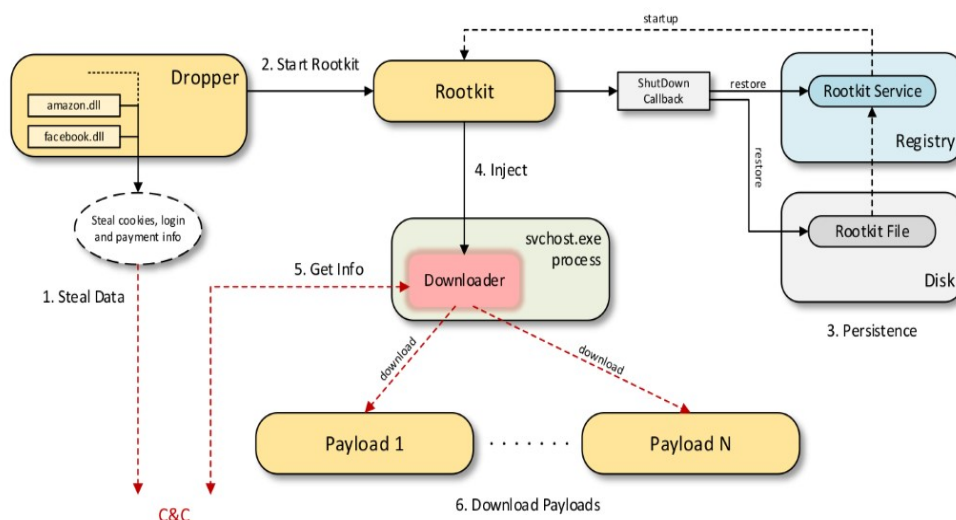 startup
Dropper
2. Start Rootkit
Rootkit
ShutDown
Callback
restore
Rootkit Service
Registry
amazon.dll
facebook.dll
restore
4. Inject
Steal cookies, login
and payment info
svchost.exe
process
Rootkit File
Disk
5. Get Info
Downloader
1. Steal Data
3. Persistence
download
download
Payload 1
Payload N
6. Download Payloads
C&C